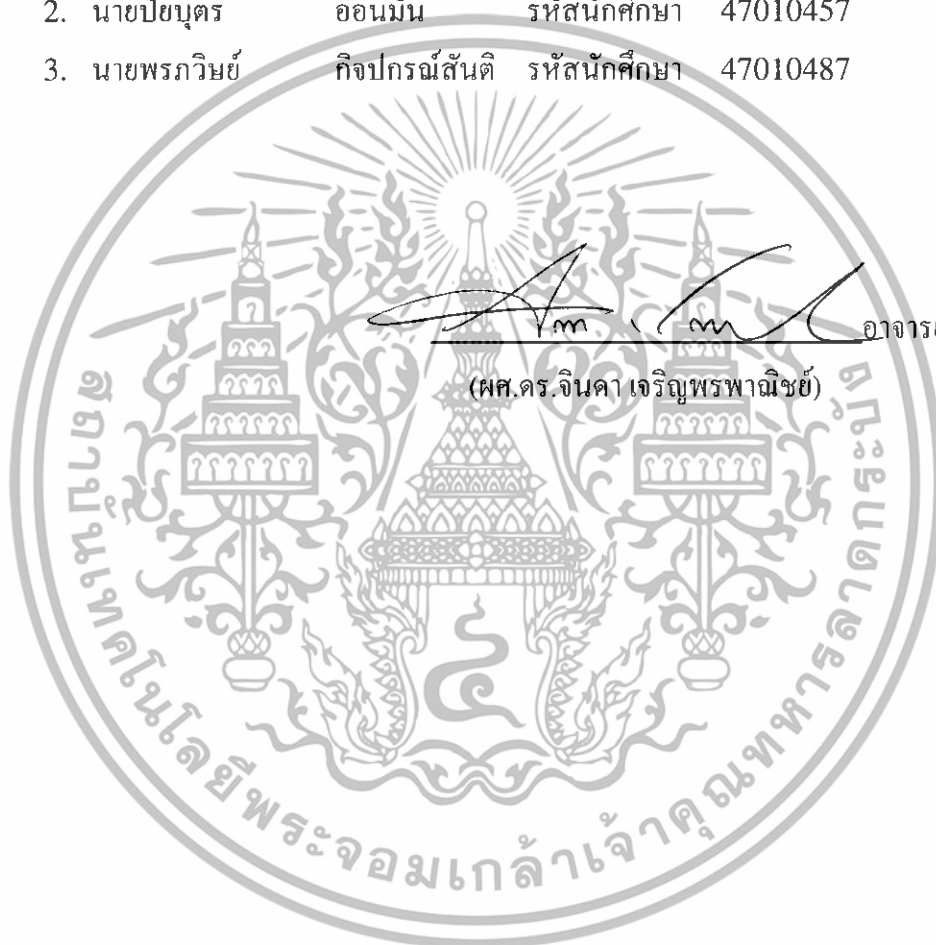 2. นายปิยบุตร ออนมั่น รหัสนักศึกษา 47010457
3. นายพรภวิษย์ กิจปกรณ์สันติ รหัสนักศึกษา 47010487
(ผศ.ดร.จินดา เจริญพรพาณิชย์)
สถาบันเทคโนโลยีพระจอมเกล้าเจ้าคุณทหารลาดกระบัง